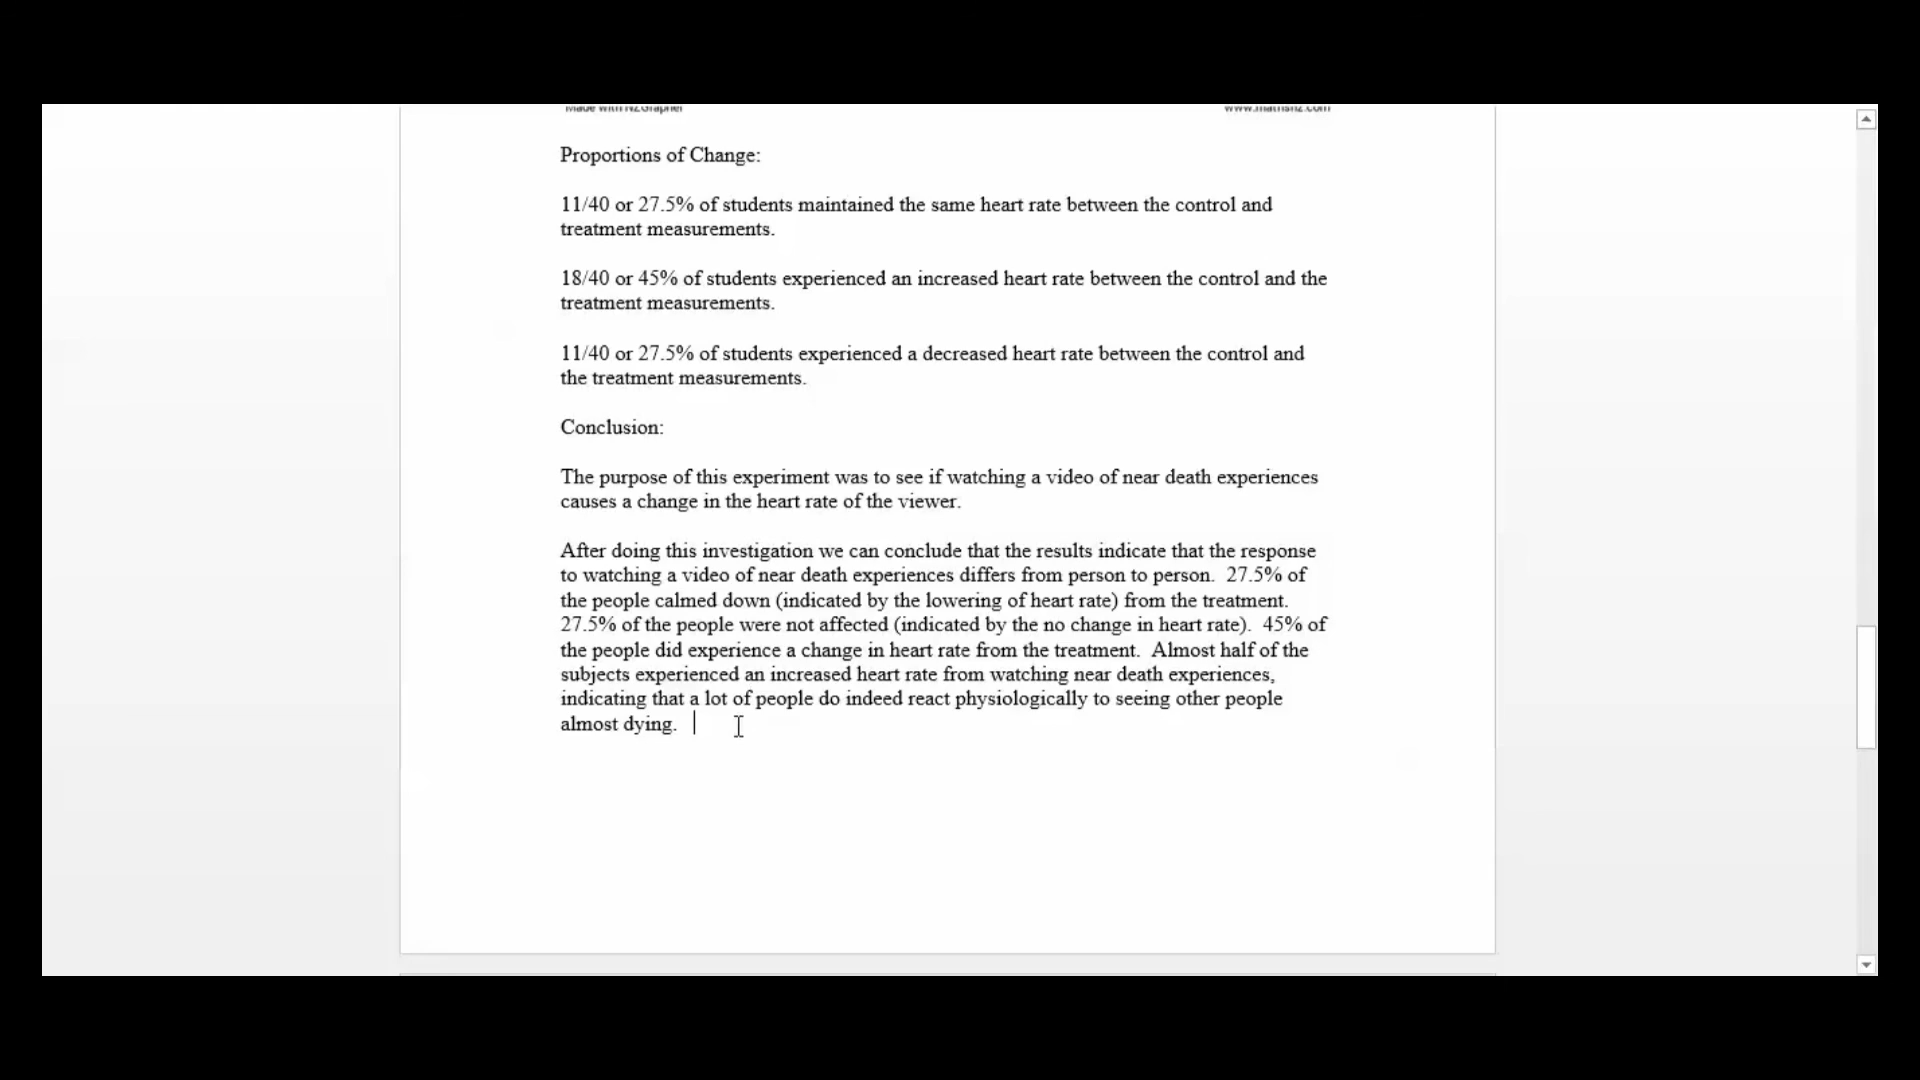 Made with NZGrapher www.mathsnz.com
Proportions of Change:
11/40 or 27.5% of students maintained the same heart rate between the control and
treatment measurements.
18/40 or 45% of students experienced an increased heart rate between the control and the
treatment measurements.
11/40 or 27.5% of students experienced a decreased heart rate between the control and
the treatment measurements.
Conclusion:
The purpose of this experiment was to see if watching a video of near death experiences
causes a change in the heart rate of the viewer.
After doing this investigation we can conclude that the results indicate that the response
to watching a video of near death experiences differs from person to person.  27.5% of
the people calmed down (indicated by the lowering of heart rate) from the treatment.
27.5% of the people were not affected (indicated by the no change in heart rate).  45% of
the people did experience a change in heart rate from the treatment.  Almost half of the
subjects experienced an increased heart rate from watching near death experiences,
indicating that a lot of people do indeed react physiologically to seeing other people
almost dying.